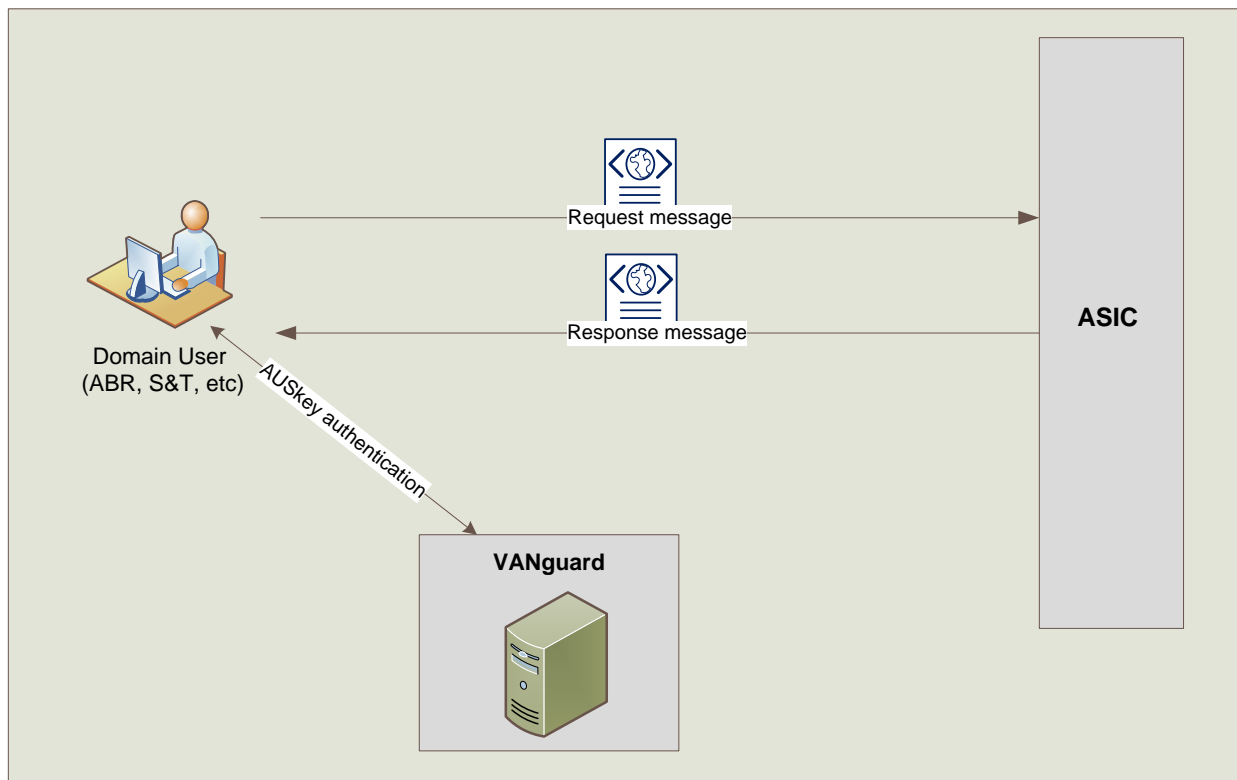 Request message
Response message
ASIC
Domain User
(ABR, S&T, etc)
AUSkey authentication
VANguard